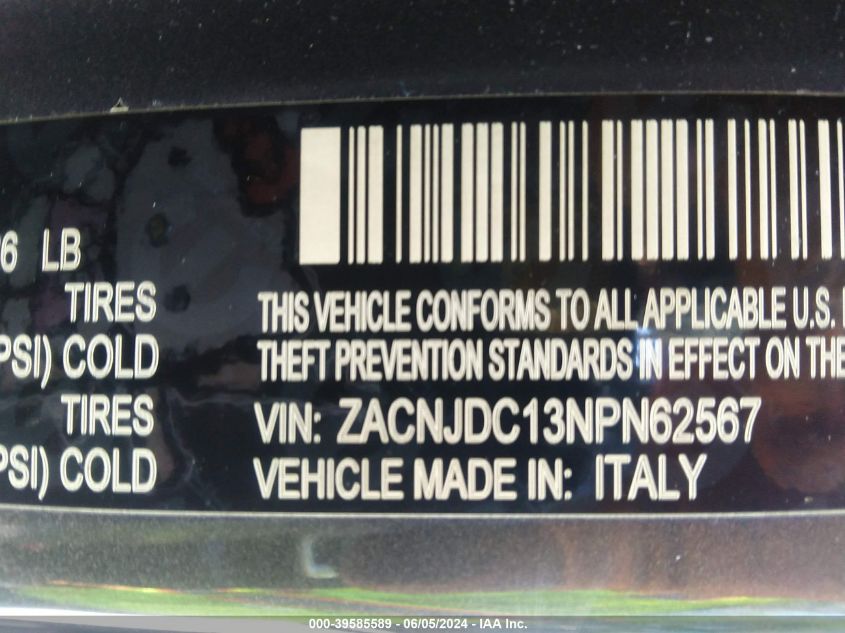 6 LB
TIRES
PSI) COLD
TIRES
PSI) COLD
THIS VEHICLE CONFORMS TO ALL APPLICABLE U.S.
THEFT PREVENTION STANDARDS IN EFFECT ON THE
VIN: ZACNJDC13NPN62567
VEHICLE MADE IN: ITALY
000-39585589 - 06/05/2024 - IAA Inc.